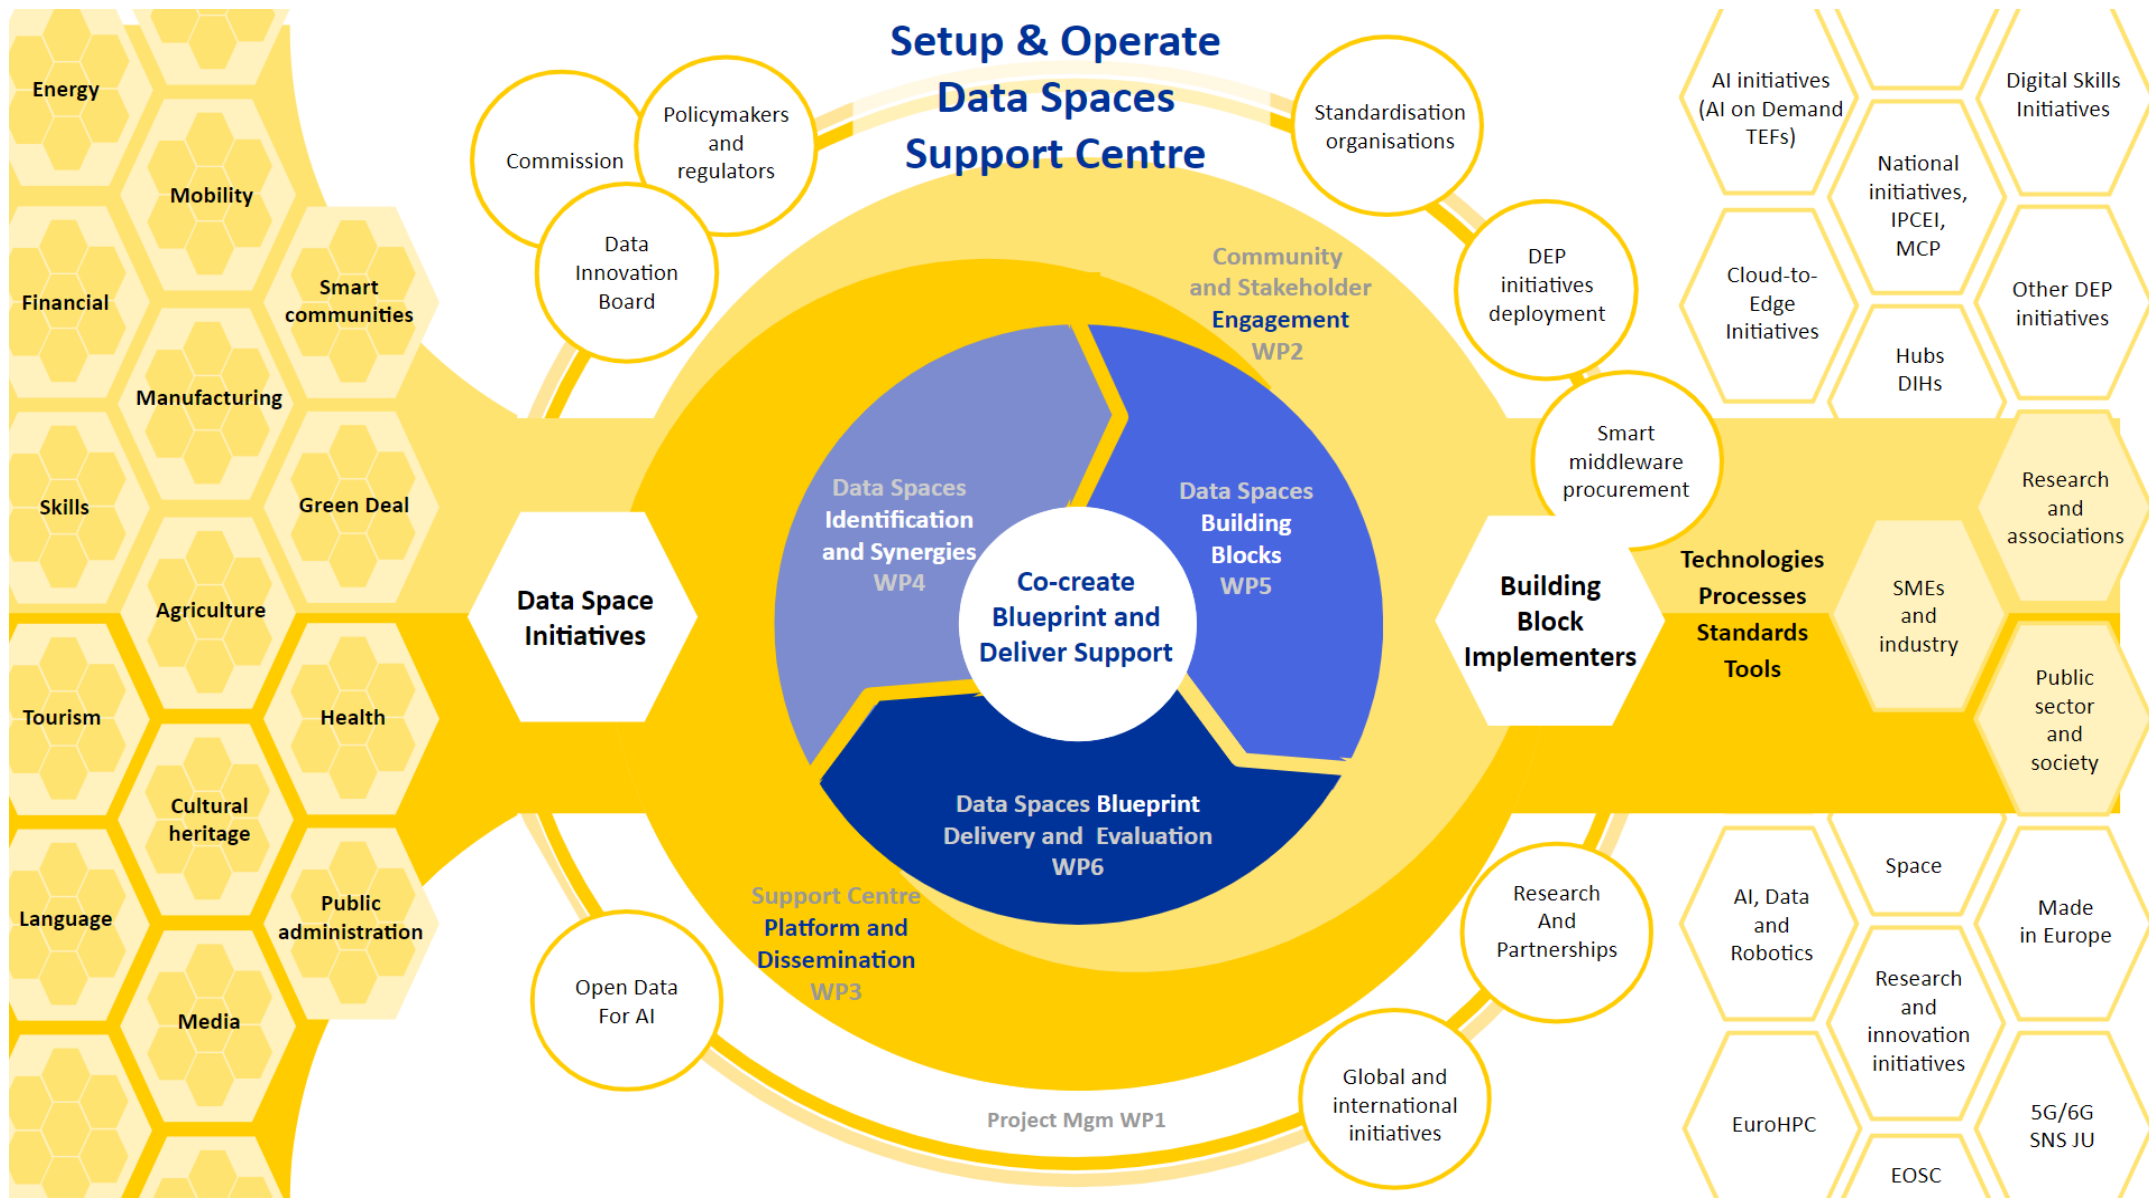 Setup & Operate
Data Spaces
Support Centre
Energy
Mobility
Financial
Smart
communities
Manufacturing
Skills
Green Deal
Agriculture
Tourism
Health
Cultural
heritage
Language
Public
administration
Media
Commission
Policymakers
and
regulators
Data
Innovation
Board
Standardisation
organisations
DEP
initiatives
deployment
Smart
middleware
procurement
Community
and Stakeholder
Engagement
WP2
Data Spaces
Identification
and Synergies
WP4
Data Spaces
Building
Blocks
WP5
Co-create
Blueprint and
Deliver Support
Data Spaces Blueprint
Delivery and Evaluation
WP6
Support Centre
Platform and
Dissemination
WP3
Project Mgm WP1
Data Space
Initiatives
Building
Block
Implementers
Technologies
Processes
Standards
Tools
Open Data
For AI
Global and
international
initiatives
Research
And
Partnerships
AI initiatives
(AI on Demand
TEFs)
Digital Skills
Initiatives
National
initiatives,
IPCEI,
MCP
Cloud-to-
Edge
Initiatives
Other DEP
initiatives
Hubs
DIHs
Research
and
associations
SMEs
and
industry
Public
sector
and
society
Space
AI, Data
and
Robotics
Made
in Europe
Research
and
innovation
initiatives
EuroHPC
5G/6G
SNS JU
EOSC